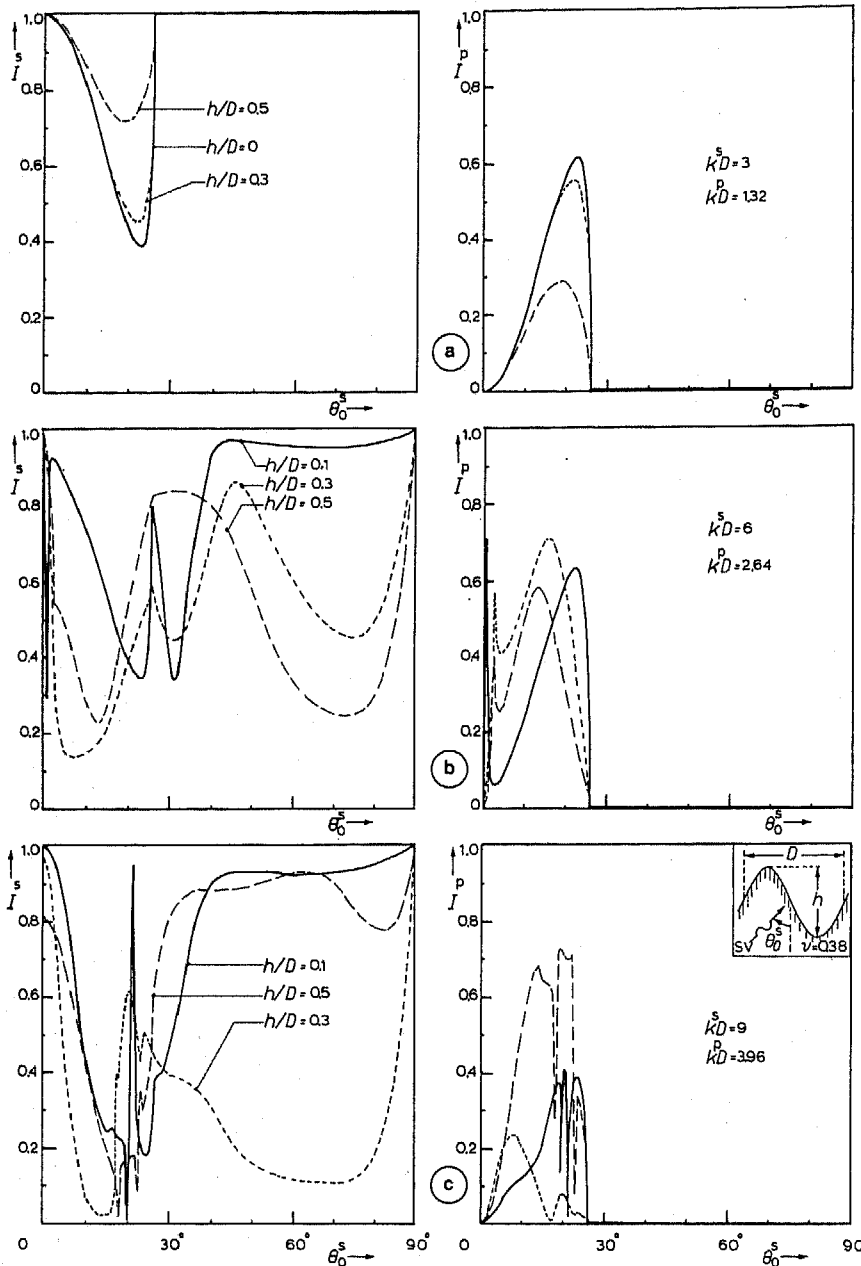 1.0
0.8
0.6
0.4
0.2
0
I^s
h/D=0.5
h/D=0
h/D=0.3
θ₀^s
1.0
0.8
0.6
0.4
0.2
0
I^p
k^sD=3
k^pD=1,32
θ₀^s
a
1.0
0.8
0.6
0.4
0.2
0
I^s
h/D=0.1
h/D=0.3
h/D=0.5
θ₀^s
1.0
0.8
0.6
0.4
0.2
0
I^p
k^sD=6
k^pD=2,64
θ₀^s
b
1.0
0.8
0.6
0.4
0.2
0
I^s
h/D=0.1
h/D=0.5
h/D=0.3
0 30° 60° 90°
θ₀^s
1.0
0.8
0.6
0.4
0.2
0
I^p
D
h
θ₀^s
SV
ν=0.38
k^sD=9
k^pD=3.96
c
0 30° 60° 90
θ₀^s